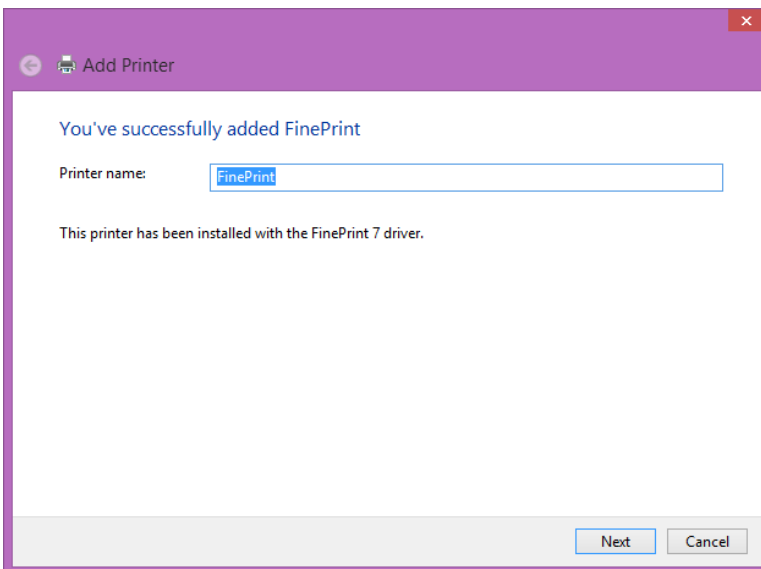 Add Printer
You've successfully added FinePrint
Printer name: FinePrint
This printer has been installed with the FinePrint 7 driver.
Next Cancel